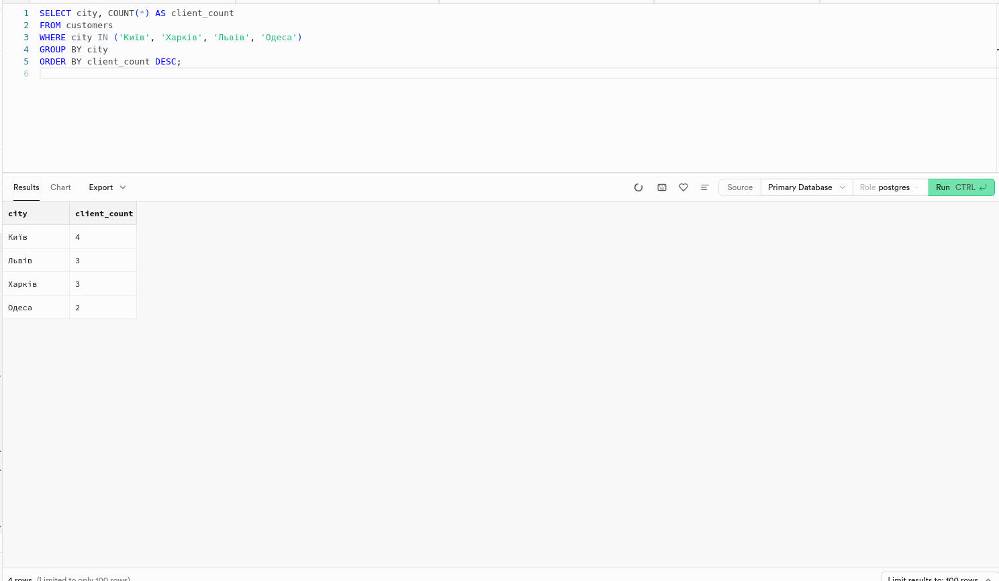 1 SELECT city, COUNT(*) AS client_count
2 FROM customers
3 WHERE city IN ('Київ', 'Харків', 'Львів', 'Одеса')
4 GROUP BY city
5 ORDER BY client_count DESC;
6
Results Chart Export Source Primary Database Role postgres Run CTRL
city client_count
Київ 4
Львів 3
Харків 3
Одеса 2
4 rows (Limited to only 100 rows) Limit results to: 100 rows